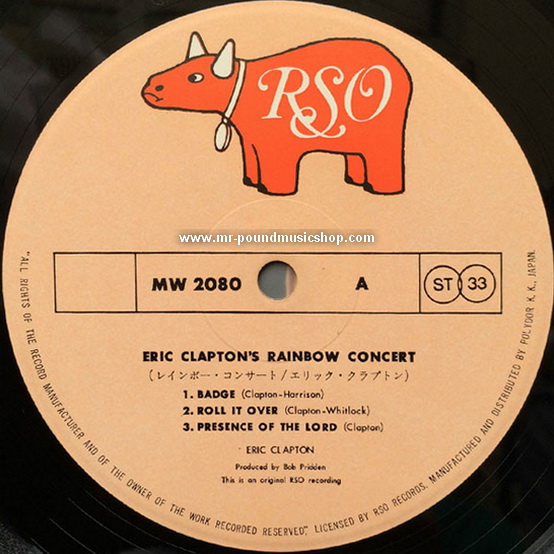 RSO
www.mr-poundmusicshop.com
MW 2080 A ST 33
ERIC CLAPTON'S RAINBOW CONCERT
(レインボー・コンサート/エリック・クラプトン)
1. BADGE (Clapton-Harrison)
2. ROLL IT OVER (Clapton-Whitlock)
3. PRESENCE OF THE LORD (Clapton)
ERIC CLAPTON
Produced by Bob Pridden
This is an original RSO recording
"ALL RIGHTS OF THE RECORD MANUFACTURER AND OF THE OWNER OF THE WORK RECORDED RESERVED". LICENSED BY RSO RECORDS, MANUFACTURED AND DISTRIBUTED BY POLYDOR K. K., JAPAN.